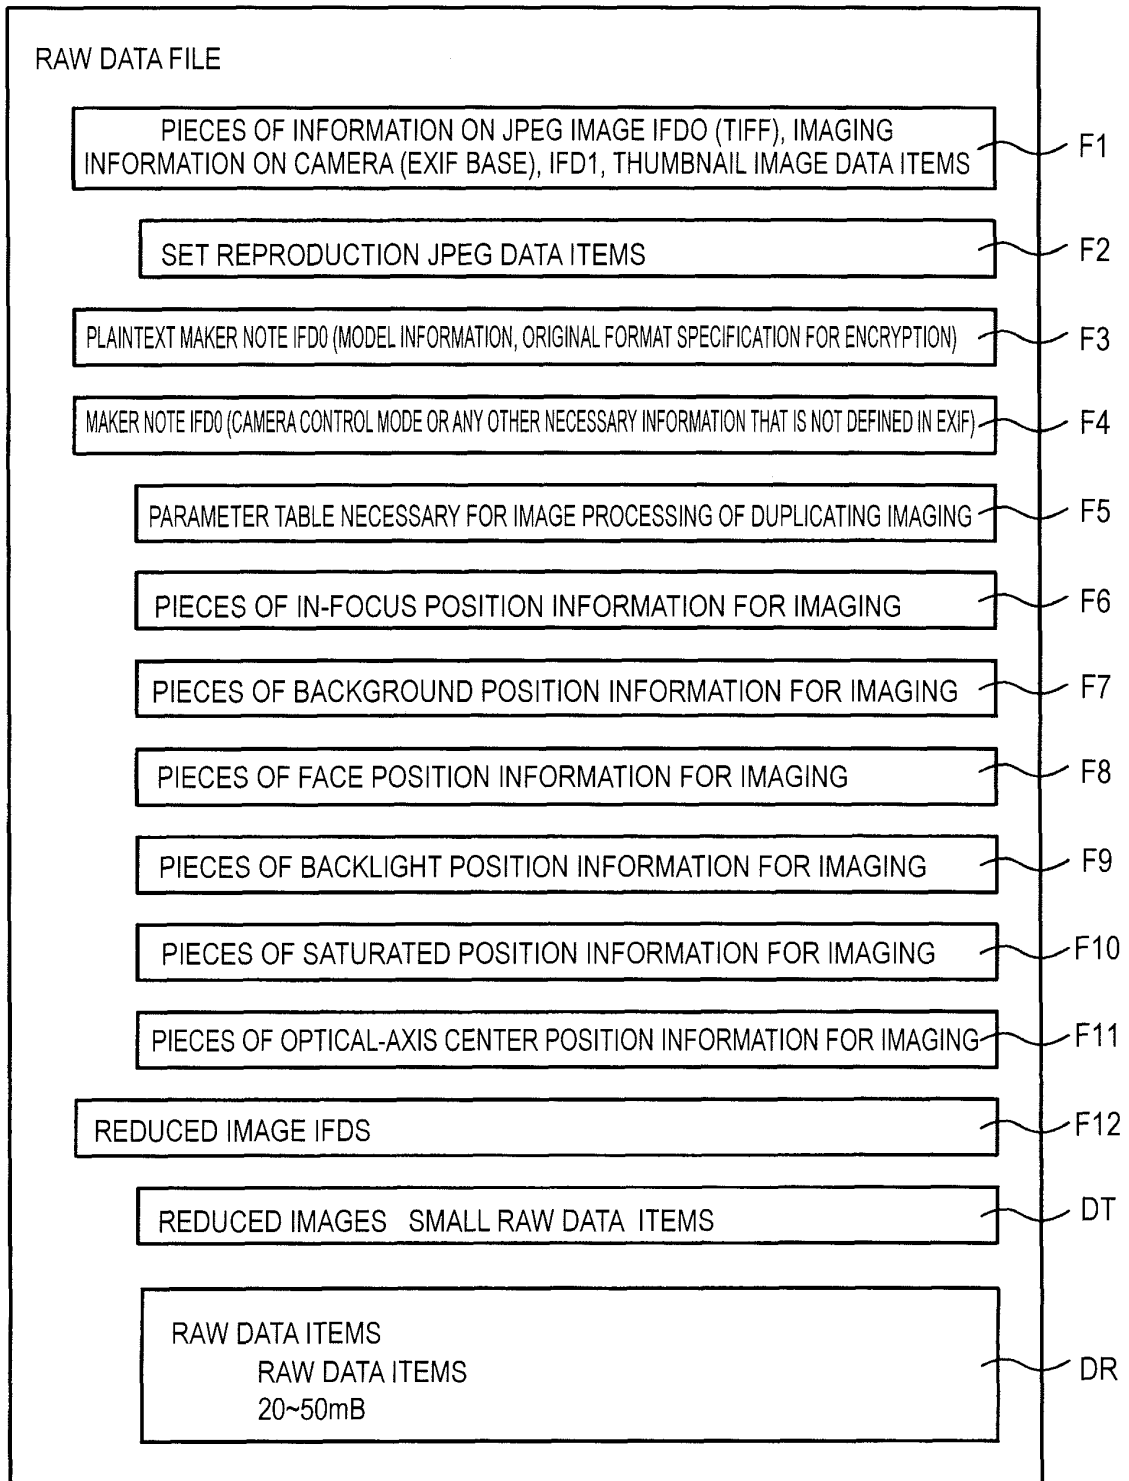 RAW DATA FILE
PIECES OF INFORMATION ON JPEG IMAGE IFDO (TIFF), IMAGING
INFORMATION ON CAMERA (EXIF BASE), IFD1, THUMBNAIL IMAGE DATA ITEMS
F1
SET REPRODUCTION JPEG DATA ITEMS
F2
PLAINTEXT MAKER NOTE IFD0 (MODEL INFORMATION, ORIGINAL FORMAT SPECIFICATION FOR ENCRYPTION)
F3
MAKER NOTE IFD0 (CAMERA CONTROL MODE OR ANY OTHER NECESSARY INFORMATION THAT IS NOT DEFINED IN EXIF)
F4
PARAMETER TABLE NECESSARY FOR IMAGE PROCESSING OF DUPLICATING IMAGING
F5
PIECES OF IN-FOCUS POSITION INFORMATION FOR IMAGING
F6
PIECES OF BACKGROUND POSITION INFORMATION FOR IMAGING
F7
PIECES OF FACE POSITION INFORMATION FOR IMAGING
F8
PIECES OF BACKLIGHT POSITION INFORMATION FOR IMAGING
F9
PIECES OF SATURATED POSITION INFORMATION FOR IMAGING
F10
PIECES OF OPTICAL-AXIS CENTER POSITION INFORMATION FOR IMAGING
F11
REDUCED IMAGE IFDS
F12
REDUCED IMAGES SMALL RAW DATA ITEMS
DT
RAW DATA ITEMS
RAW DATA ITEMS
20~50mB
DR